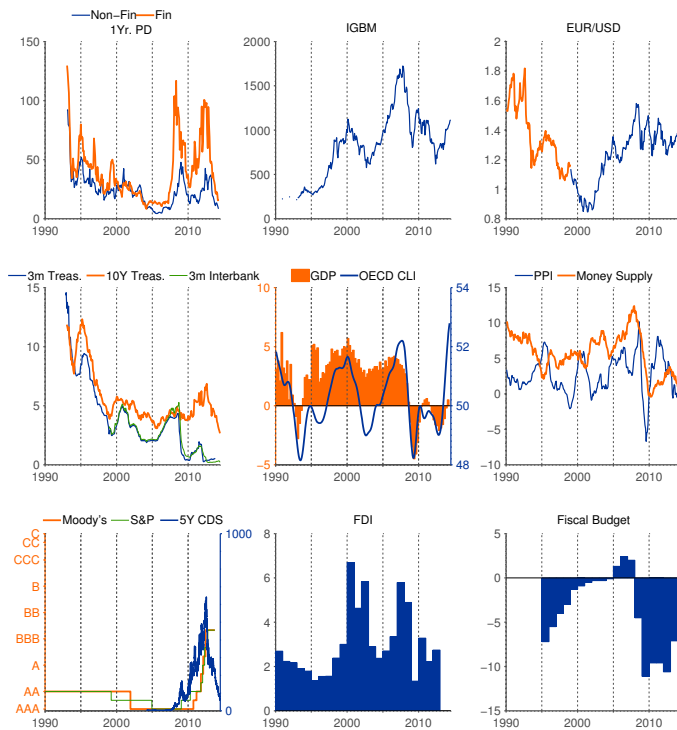 Non−Fin Fin
1Yr. PD
150
100
50
0
1990 2000 2010
IGBM
2000
1500
1000
500
0
1990 2000 2010
EUR/USD
2
1.8
1.6
1.4
1.2
1
0.8
1990 2000 2010
3m Treas. 10Y Treas. 3m Interbank
15
10
5
0
1990 2000 2010
GDP OECD CLI
10 54
5 52
0 50
−5 48
1990 2000 2010
PPI Money Supply
15
10
5
0
−5
−10
1990 2000 2010
Moody's S&P 5Y CDS
C 1000
CC
CCC
B
BB
BBB
A
AA
AAA 0
1990 2000 2010
FDI
8
6
4
2
0
1990 2000 2010
Fiscal Budget
5
0
−5
−10
−15
1990 2000 2010